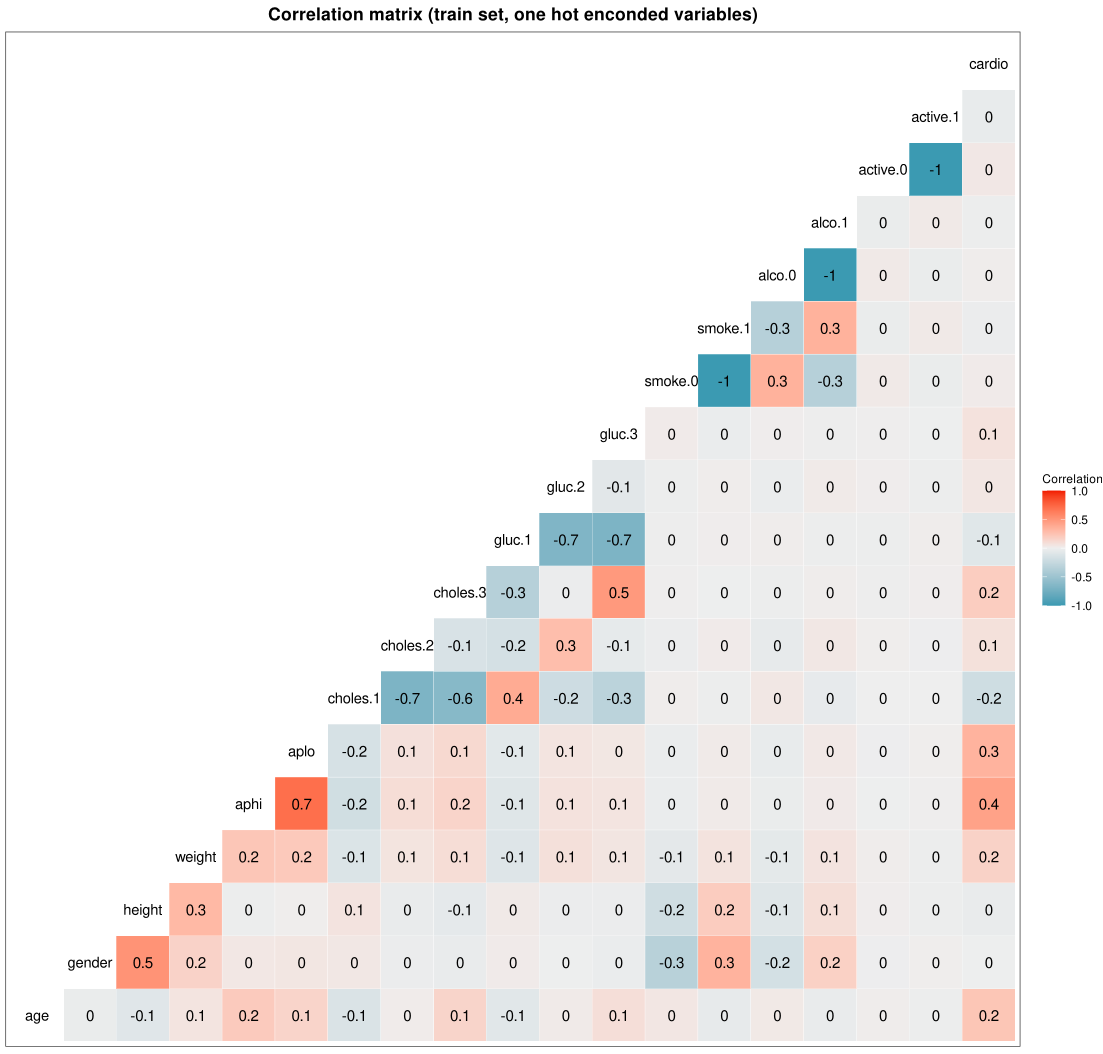 Correlation matrix (train set, one hot enconded variables)
cardio
active.1 0
active.0 -1 0
alco.1 0 0 0
alco.0 -1 0 0 0
smoke.1 -0.3 0.3 0 0 0
smoke.0 -1 0.3 -0.3 0 0 0
gluc.3 0 0 0 0 0 0 0.1
gluc.2 -0.1 0 0 0 0 0 0 0
gluc.1 -0.7 -0.7 0 0 0 0 0 0 -0.1
choles.3 -0.3 0 0.5 0 0 0 0 0 0 0.2
choles.2 -0.1 -0.2 0.3 -0.1 0 0 0 0 0 0 0.1
choles.1 -0.7 -0.6 0.4 -0.2 -0.3 0 0 0 0 0 0 -0.2
aplo -0.2 0.1 0.1 -0.1 0.1 0 0 0 0 0 0 0 0.3
aphi 0.7 -0.2 0.1 0.2 -0.1 0.1 0.1 0 0 0 0 0 0 0.4
weight 0.2 0.2 -0.1 0.1 0.1 -0.1 0.1 0.1 -0.1 0.1 -0.1 0.1 0 0 0.2
height 0.3 0 0 0.1 0 -0.1 0 0 0 -0.2 0.2 -0.1 0.1 0 0 0
gender 0.5 0.2 0 0 0 0 0 0 0 0 -0.3 0.3 -0.2 0.2 0 0 0
age 0 -0.1 0.1 0.2 0.1 -0.1 0 0.1 -0.1 0 0.1 0 0 0 0 0 0 0.2
Correlation
1.0
0.5
0.0
-0.5
-1.0